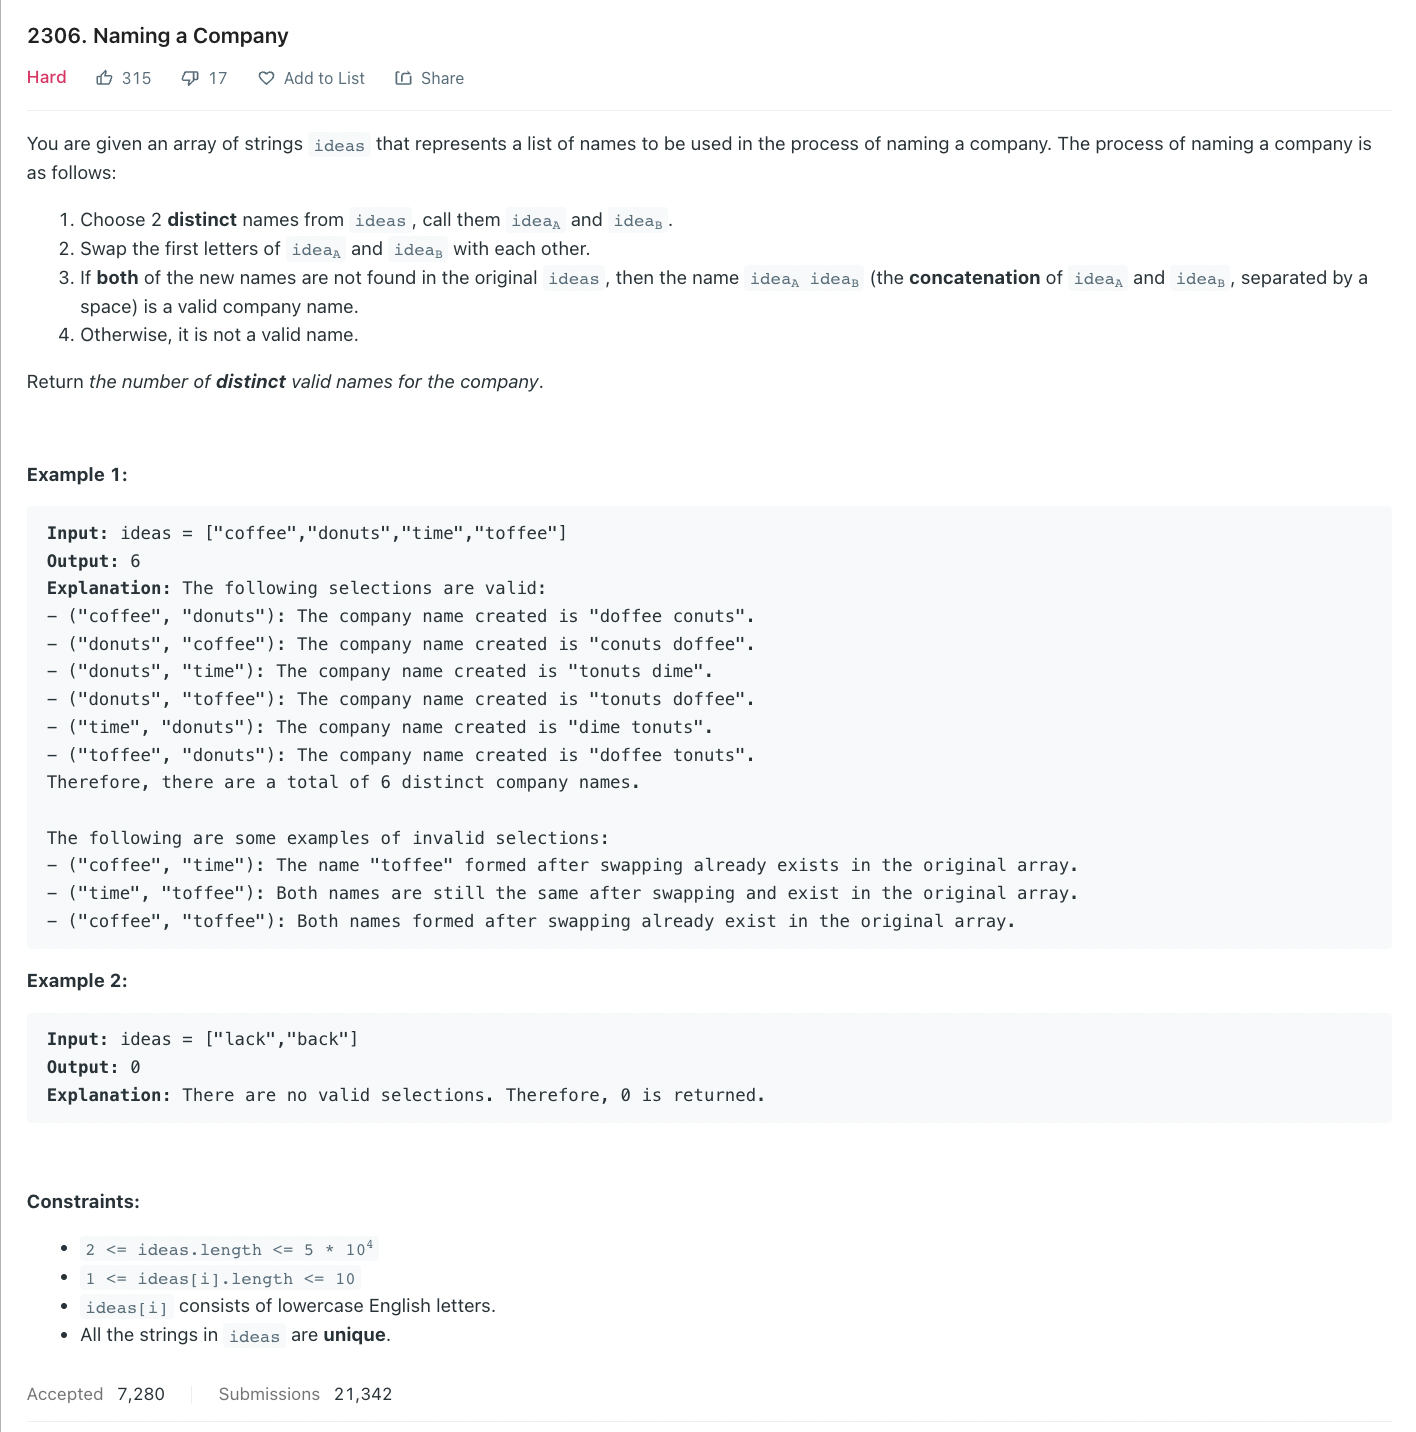 2306. Naming a Company
Hard 315 17 Add to List Share
You are given an array of strings ideas that represents a list of names to be used in the process of naming a company. The process of naming a company is
as follows:
1. Choose 2 distinct names from ideas, call them ideaA and ideaB.
2. Swap the first letters of ideaA and ideaB with each other.
3. If both of the new names are not found in the original ideas, then the name ideaA ideaB (the concatenation of ideaA and ideaB, separated by a
space) is a valid company name.
4. Otherwise, it is not a valid name.
Return the number of distinct valid names for the company.
Example 1:
Input: ideas = ["coffee","donuts","time","toffee"]
Output: 6
Explanation: The following selections are valid:
- ("coffee", "donuts"): The company name created is "doffee conuts".
- ("donuts", "coffee"): The company name created is "conuts doffee".
- ("donuts", "time"): The company name created is "tonuts dime".
- ("donuts", "toffee"): The company name created is "tonuts doffee".
- ("time", "donuts"): The company name created is "dime tonuts".
- ("toffee", "donuts"): The company name created is "doffee tonuts".
Therefore, there are a total of 6 distinct company names.
The following are some examples of invalid selections:
- ("coffee", "time"): The name "toffee" formed after swapping already exists in the original array.
- ("time", "toffee"): Both names are still the same after swapping and exist in the original array.
- ("coffee", "toffee"): Both names formed after swapping already exist in the original array.
Example 2:
Input: ideas = ["lack","back"]
Output: 0
Explanation: There are no valid selections. Therefore, 0 is returned.
Constraints:
• 2 <= ideas.length <= 5 * 10⁴
• 1 <= ideas[i].length <= 10
• ideas[i] consists of lowercase English letters.
• All the strings in ideas are unique.
Accepted 7,280 Submissions 21,342